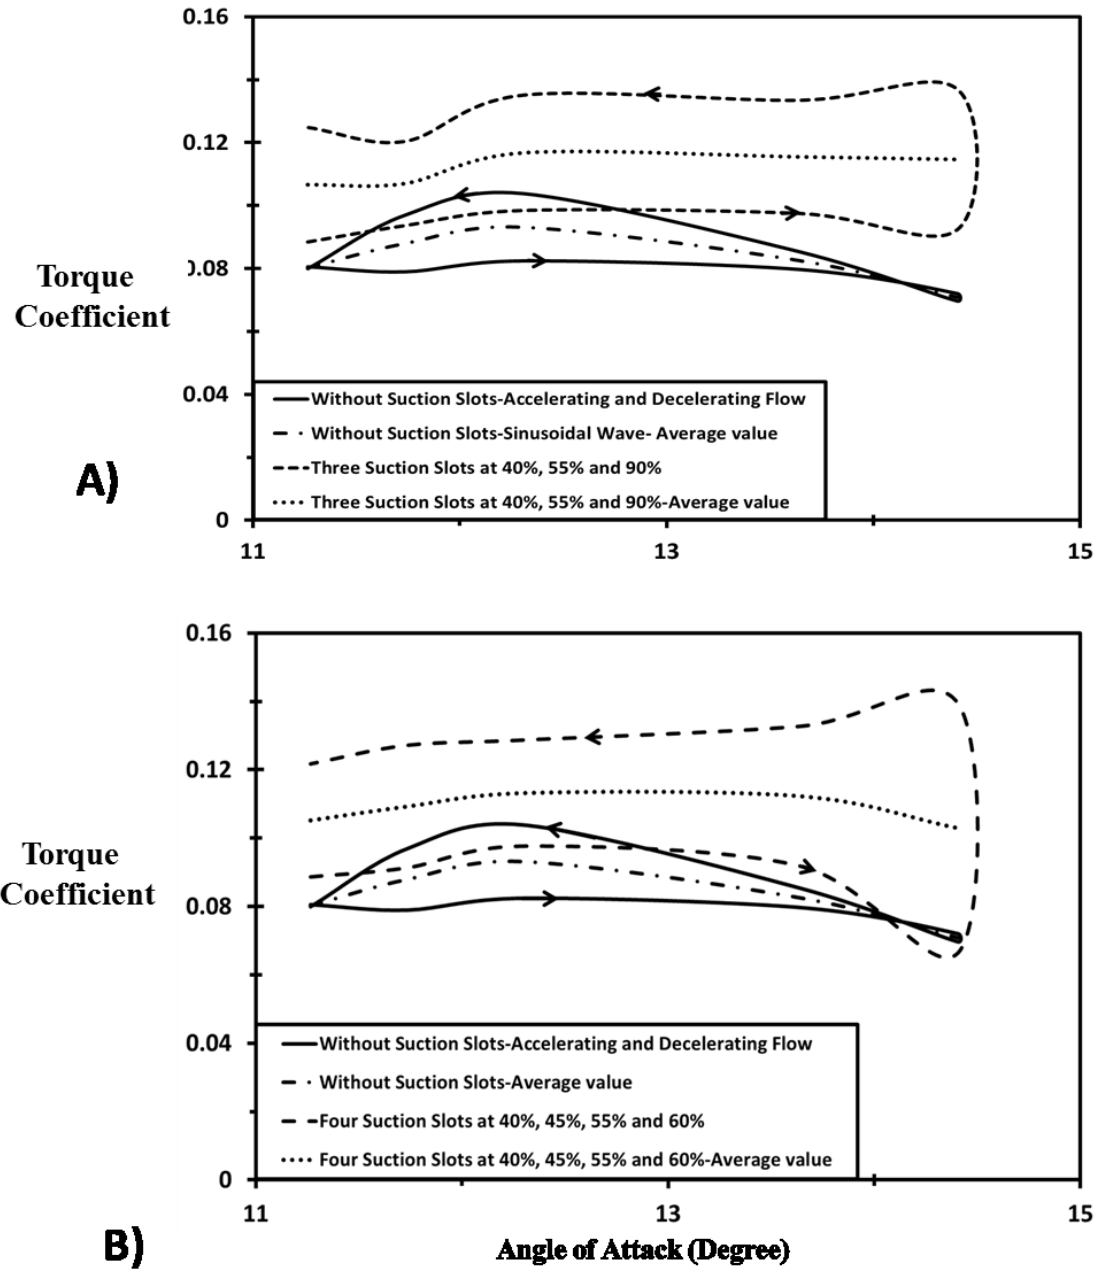 0.16
0.12
0.08
Torque
Coefficient
0.04
Without Suction Slots-Accelerating and Decelerating Flow
Without Suction Slots-Sinusoidal Wave- Average value
Three Suction Slots at 40%, 55% and 90%
Three Suction Slots at 40%, 55% and 90%-Average value
A)
0
11 13 15
0.16
0.12
Torque
Coefficient
0.08
0.04
Without Suction Slots-Accelerating and Decelerating Flow
Without Suction Slots-Average value
Four Suction Slots at 40%, 45%, 55% and 60%
Four Suction Slots at 40%, 45%, 55% and 60%-Average value
0
11 13 15
B)
Angle of Attack (Degree)